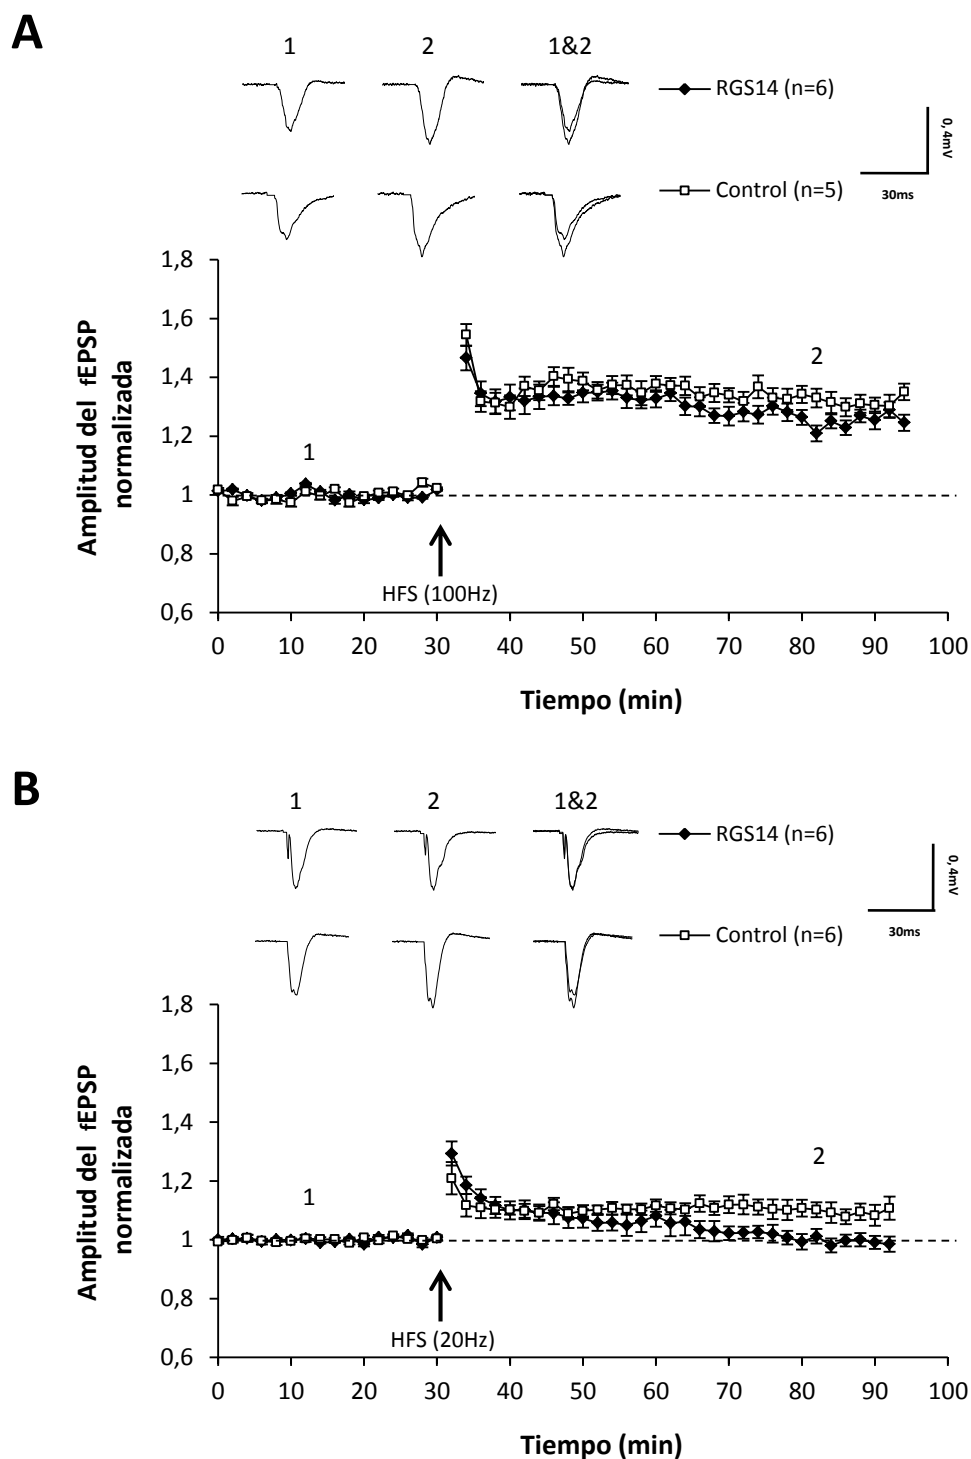 A
1 2 1&2
RGS14 (n=6)
0,4mV
30ms
Control (n=5)
1,8
1,6
1,4
1,2
1
0,8
0,6
Amplitud del fEPSP
normalizada
1
2
HFS (100Hz)
0 10 20 30 40 50 60 70 80 90 100
Tiempo (min)
B
1 2 1&2
RGS14 (n=6)
0,4mV
30ms
Control (n=6)
1,8
1,6
1,4
1,2
1
0,8
0,6
Amplitud del fEPSP
normalizada
1
2
HFS (20Hz)
0 10 20 30 40 50 60 70 80 90 100
Tiempo (min)